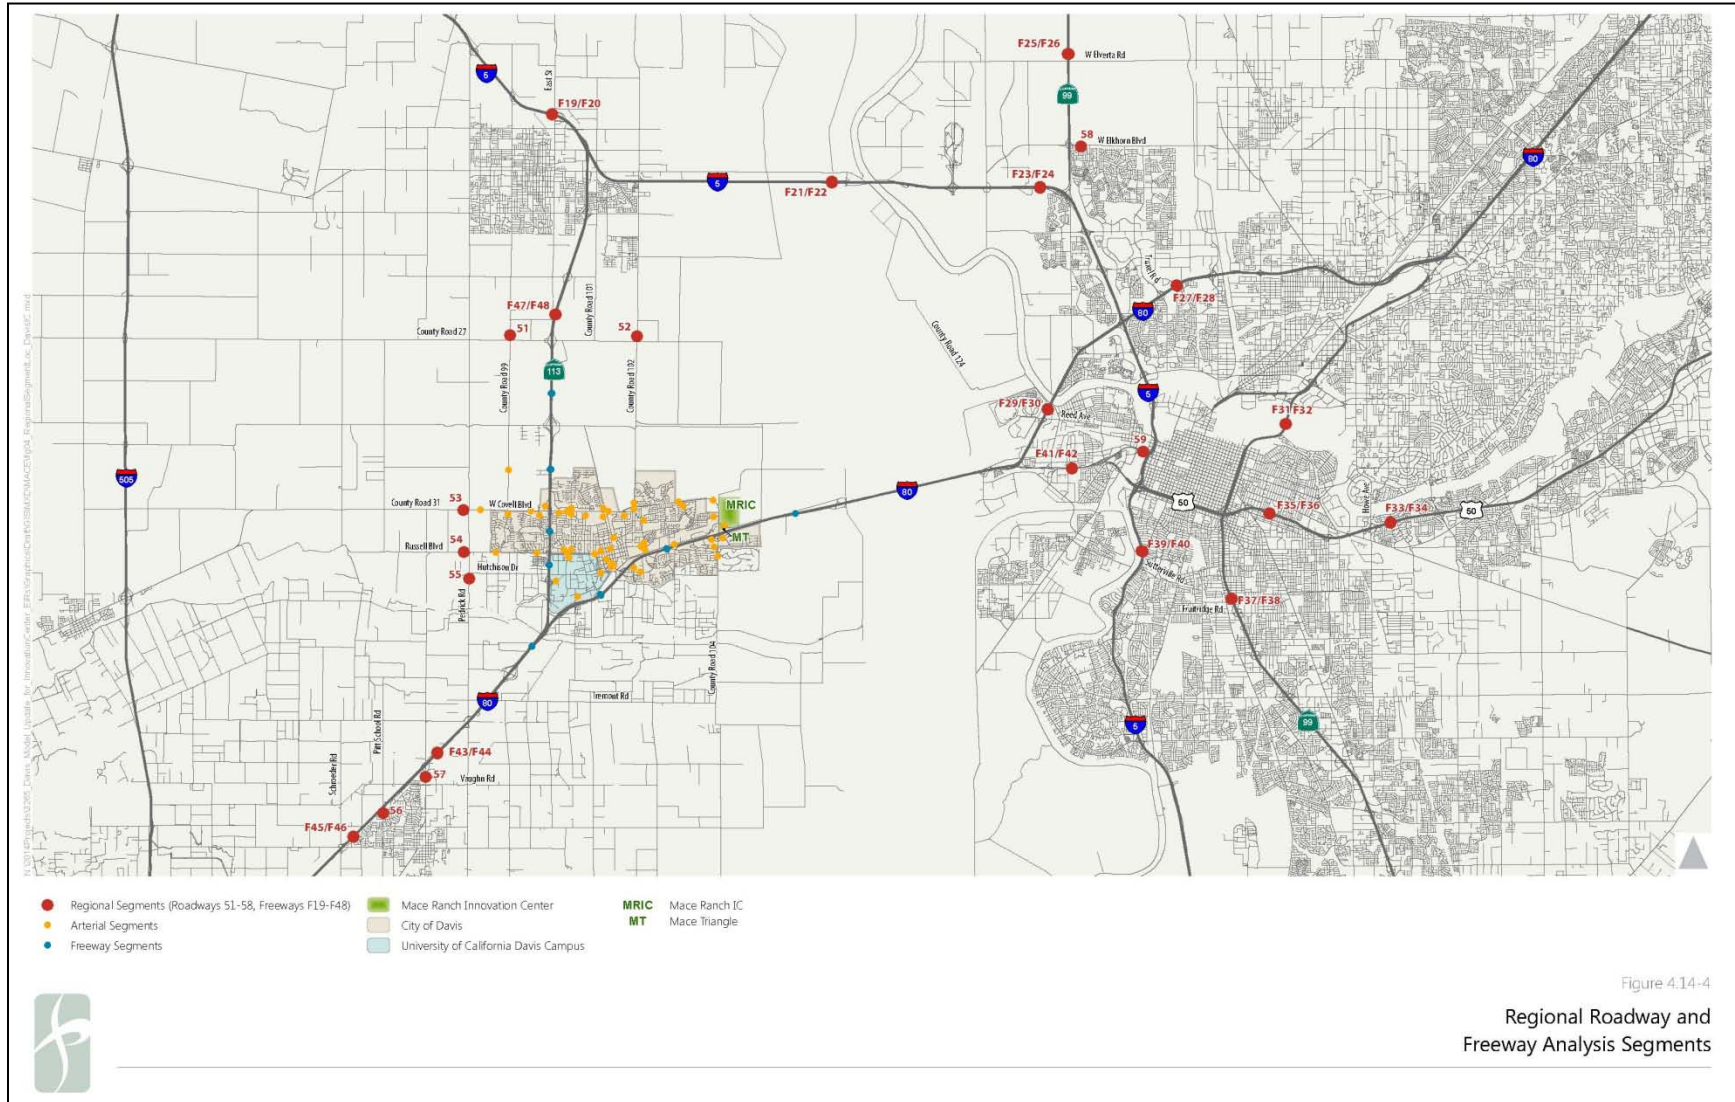 F25/F26
W Elverta Rd
5
East St
99
F19/F20
58
W Elkhorn Blvd
80
5
F21/F22
F23/F24
Truxel Rd
F27/F28
80
F47/F48
County Road 101
County Road 27
51
52
County Road 124
113
County Road 99
County Road 102
5
F29/F30
Reed Ave
F31/F32
59
F41/F42
505
80
County Road 31
53
W Covell Blvd
MRIC
50
F35/F36
Howe Ave
F33/F34
50
MT
54
Russell Blvd
Hutchison Dr
55
Pedrick Rd
F39/F40
Sutterville Rd
Fruitridge Rd
F37/F38
County Road 104
Tremont Rd
80
Pitt School Rd
5
99
F43/F44
57
Vaughn Rd
Schroeder Rd
56
F45/F46
Regional Segments (Roadways 51-58, Freeways F19-F48)
Arterial Segments
Freeway Segments
Mace Ranch Innovation Center
City of Davis
University of California Davis Campus
MRIC Mace Ranch IC
MT Mace Triangle
Figure 4.14-4
Regional Roadway and
Freeway Analysis Segments